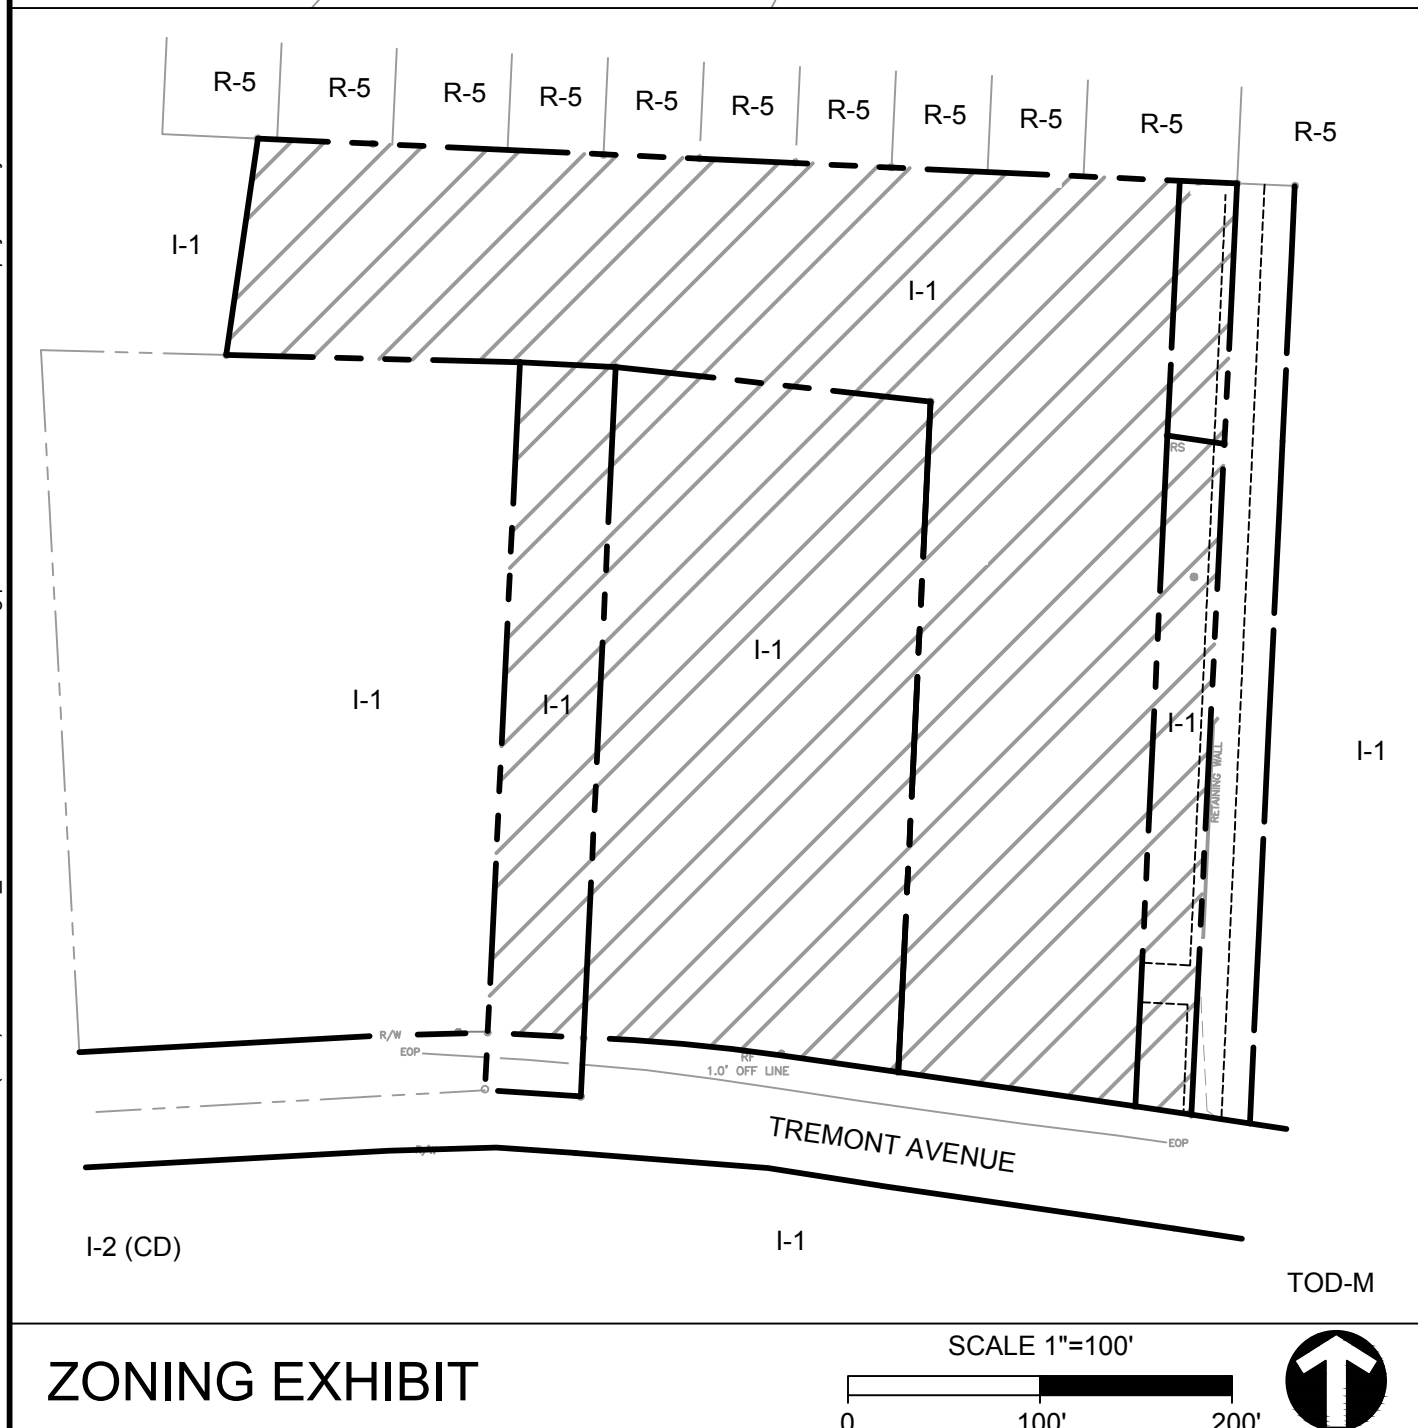 R-5 R-5 R-5 R-5 R-5 R-5 R-5 R-5 R-5 R-5 R-5
I-1
I-1
RS
I-1
I-1
I-1
I-1
I-1
RETAINING WALL
R/W
EOP
RF
1.0' OFF LINE
TREMONT AVENUE
EOP
R/W
I-2 (CD)
I-1
TOD-M
ZONING EXHIBIT
SCALE 1"=100'
0 100' 200'